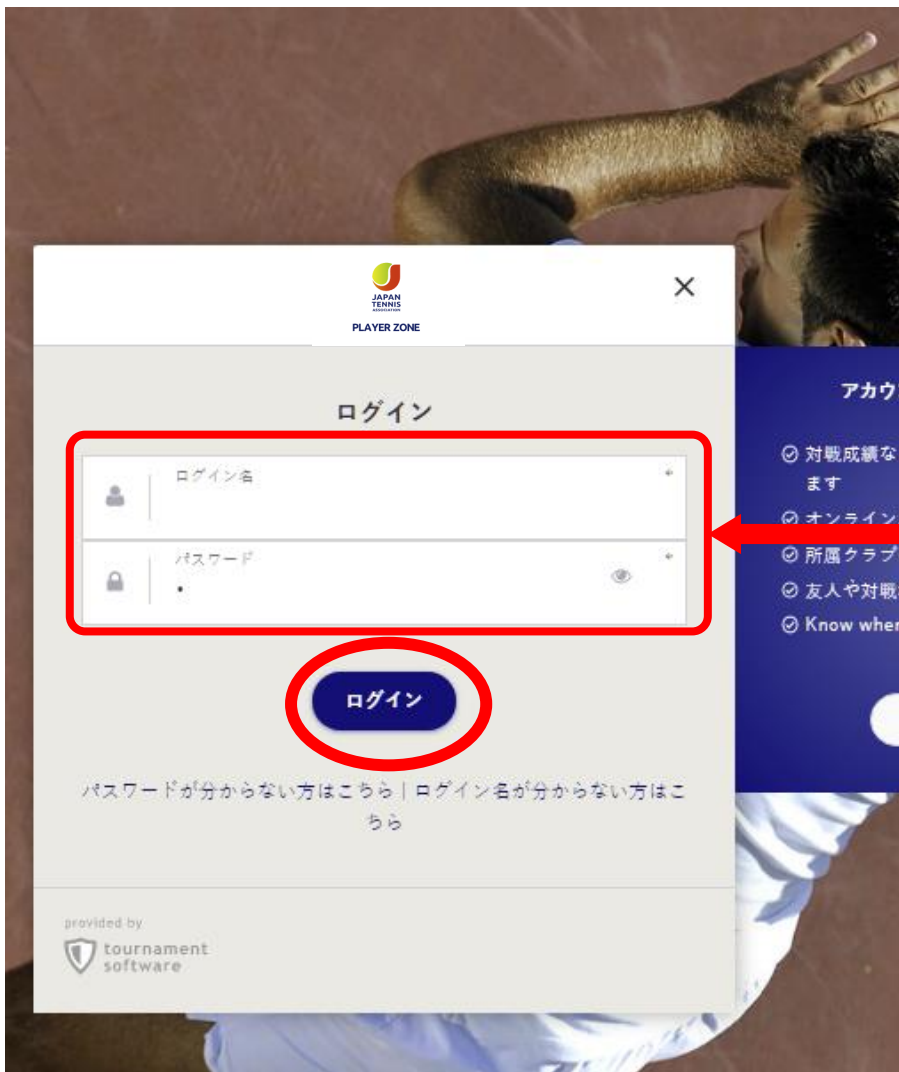 JAPAN
TENNIS
ASSOCIATION
PLAYER ZONE
ログイン
ログイン名
パスワード
ログイン
パスワードが分からない方はこちら | ログイン名が分からない方はこ
ちら
provided by
tournament
software
アカウ
対戦成績な
ます
オンライン
所属クラブ
友人や対戦
Know when